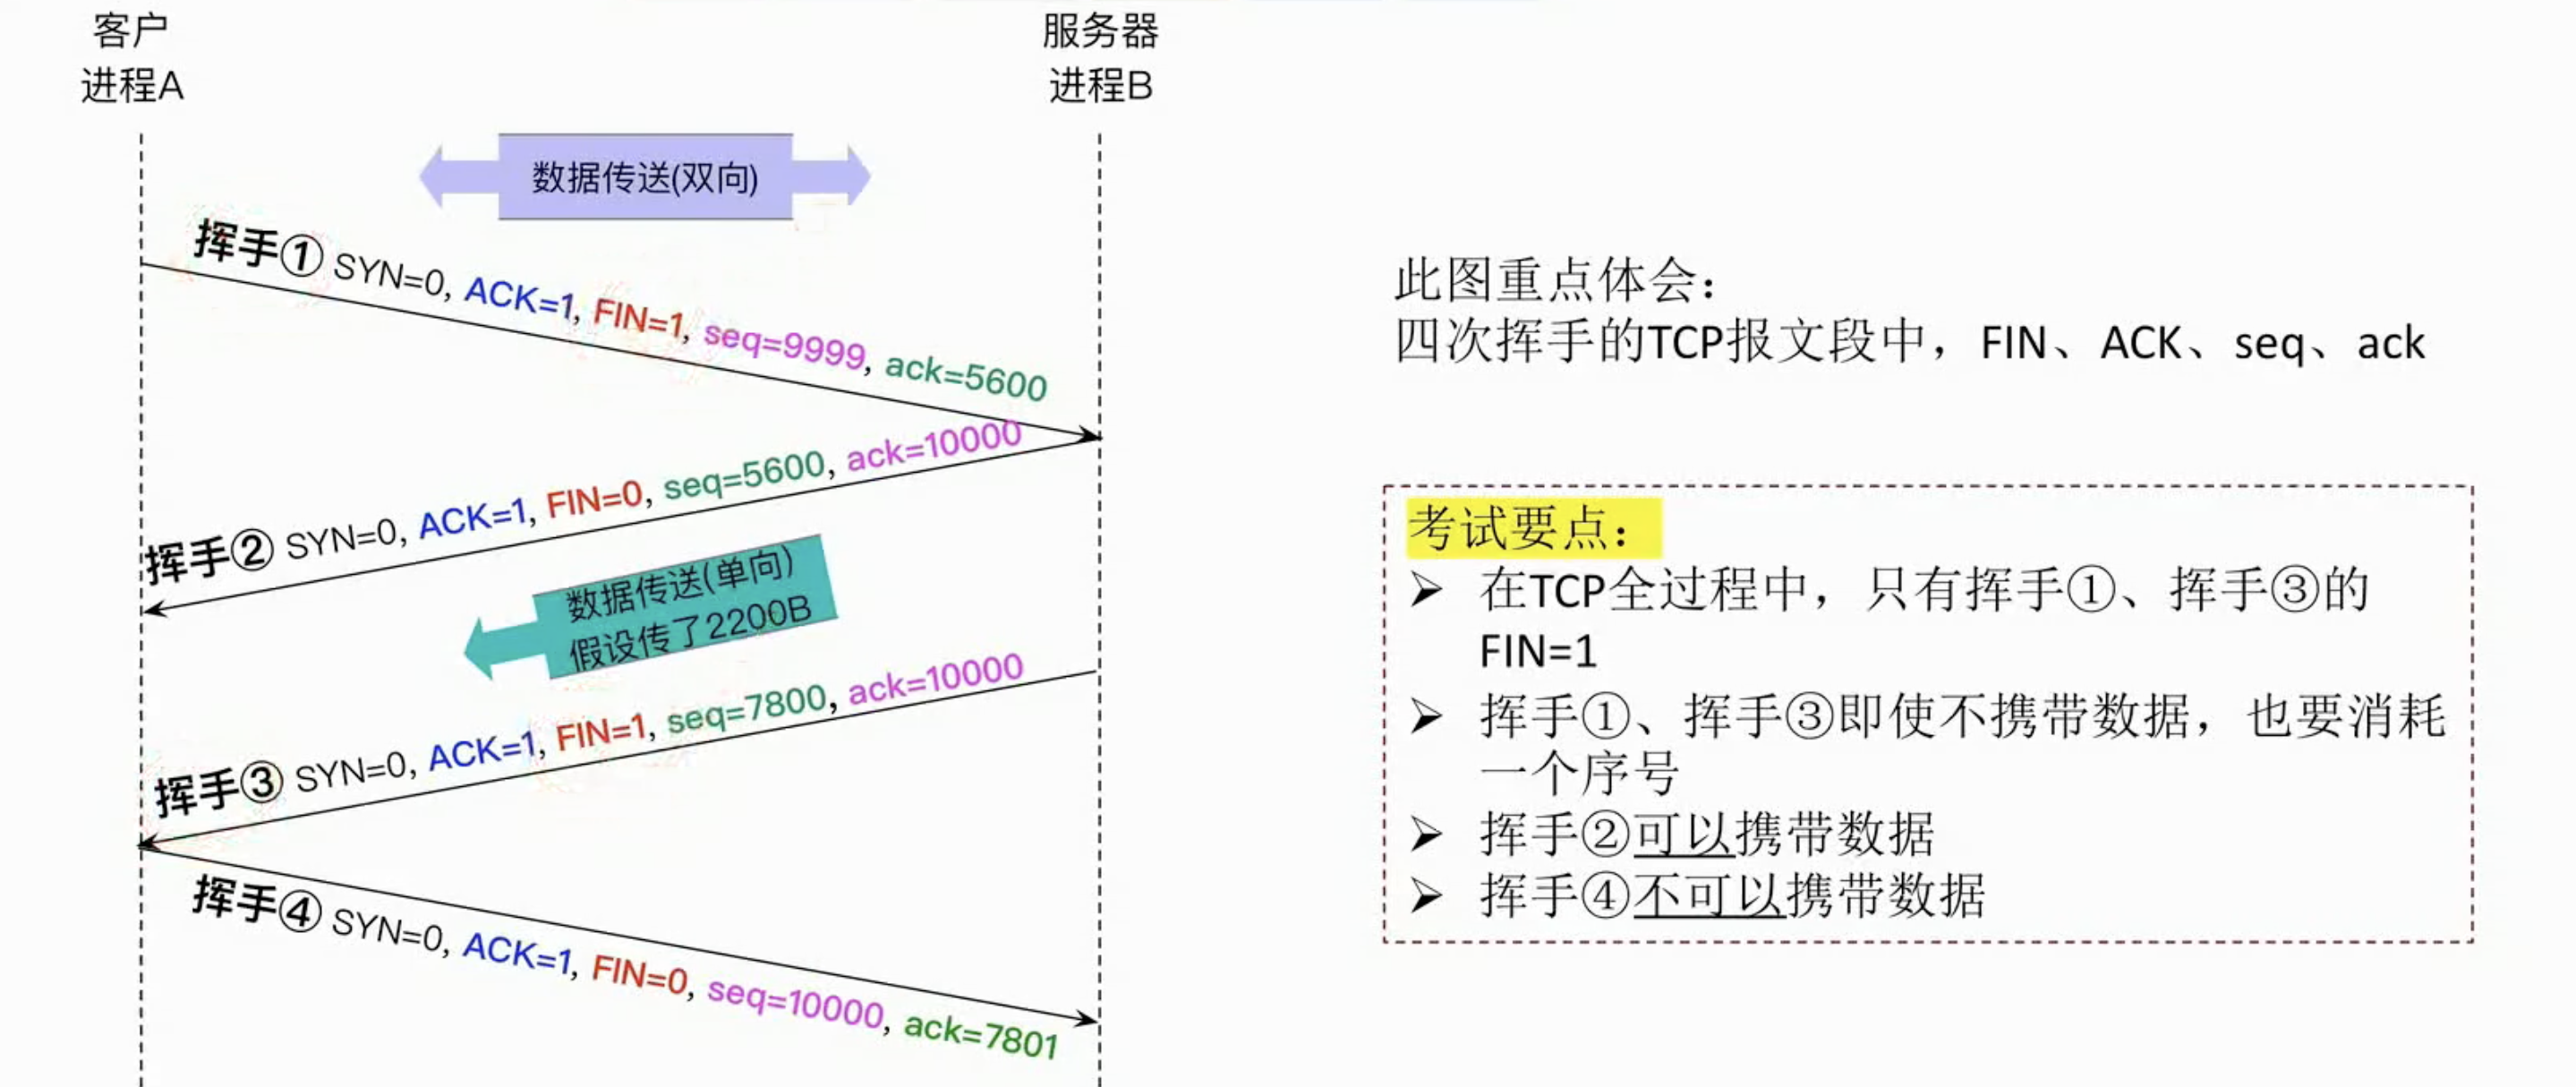 客户
进程A
服务器
进程B
数据传送(双向)
挥手① SYN=0, ACK=1, FIN=1, seq=9999, ack=5600
挥手② SYN=0, ACK=1, FIN=0, seq=5600, ack=10000
数据传送(单向)
假设传了2200B
挥手③ SYN=0, ACK=1, FIN=1, seq=7800, ack=10000
挥手④ SYN=0, ACK=1, FIN=0, seq=10000, ack=7801
此图重点体会：
四次挥手的TCP报文段中，FIN、ACK、seq、ack
考试要点：
➢ 在TCP全过程中，只有挥手①、挥手③的
FIN=1
➢ 挥手①、挥手③即使不携带数据，也要消耗
一个序号
➢ 挥手②可以携带数据
➢ 挥手④不可以携带数据